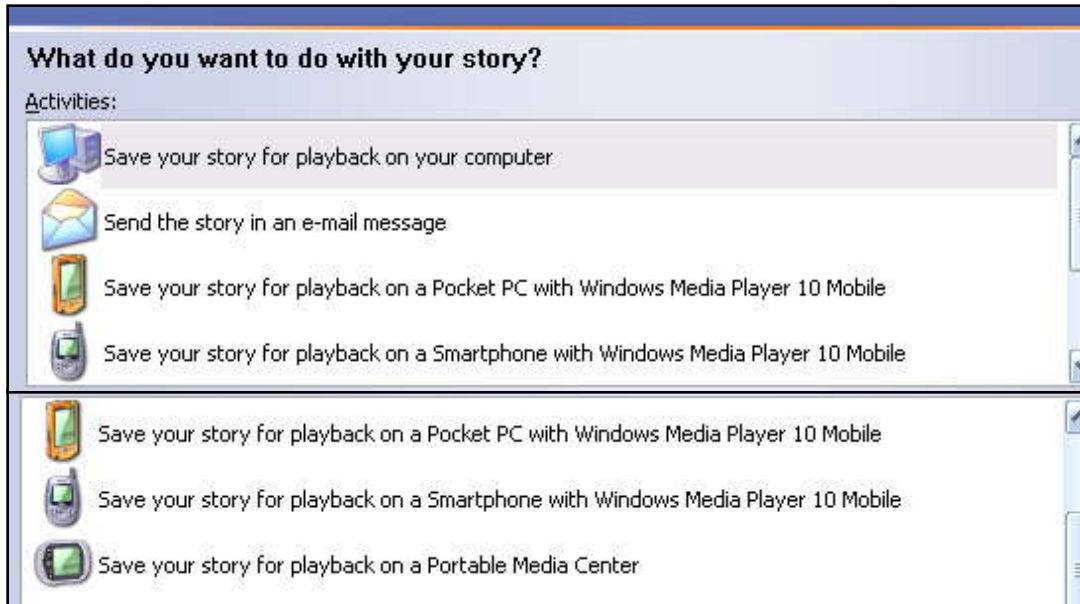 What do you want to do with your story?
Activities:
Save your story for playback on your computer
Send the story in an e-mail message
Save your story for playback on a Pocket PC with Windows Media Player 10 Mobile
Save your story for playback on a Smartphone with Windows Media Player 10 Mobile
Save your story for playback on a Pocket PC with Windows Media Player 10 Mobile
Save your story for playback on a Smartphone with Windows Media Player 10 Mobile
Save your story for playback on a Portable Media Center